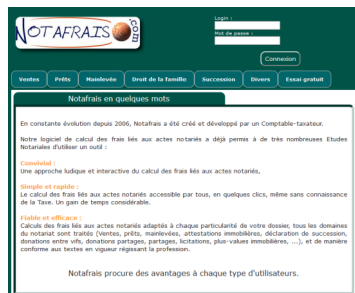 NOTAFRAIS.com
Login :
Mot de passe :
Connexion
Ventes Prêts Mainlevée Droit de la famille Succession Divers Essai gratuit
Notafrais en quelques mots
En constante évolution depuis 2006, Notafrais a été créé et développé par un Comptable-taxateur.
Notre logiciel de calcul des frais liés aux actes notariés a déjà permis à de très nombreuses Etudes
Notariales d'utiliser un outil :
Convivial :
Une approche ludique et interactive du calcul des frais liés aux actes notariés,
Simple et rapide :
Le calcul des frais liés aux actes notariés accessible par tous, en quelques clics, même sans connaissance
de la Taxe. Un gain de temps considérable.
Fiable et efficace :
Calculs des frais liés aux actes notariés adaptés à chaque particularité de votre dossier, tous les domaines
du notariat sont traités (Ventes, prêts, mainlevées, attestations immobilières, déclaration de succession,
donations entre vifs, donations partages, partages, licitations, plus-values immobilières, ...), et de manière
conforme aux textes en vigueur régissant la profession.
Notafrais procure des avantages à chaque type d'utilisateurs.